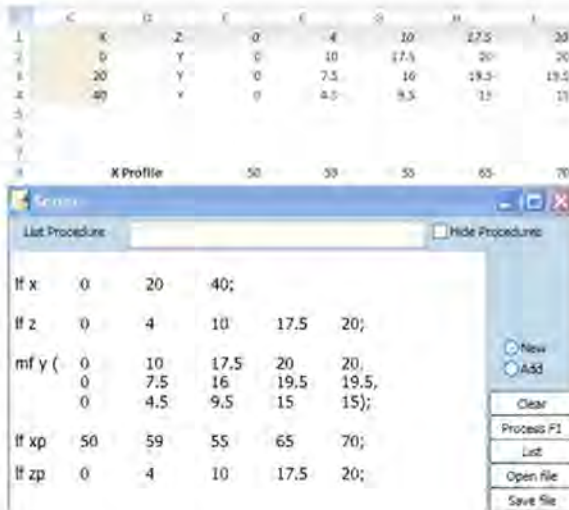 1 X Z 0 4 10 17.5 20
2 0 Y 0 10 17.5 20 20
3 20 Y 0 7.5 16 19.5 19.5
4 40 Y 0 4.5 9.5 15 15
X Profile 50 59 55 65 70
List Procedure Hide Procedures
lf x 0 20 40;
lf z 0 4 10 17.5 20;
mf y ( 0 10 17.5 20 20,
0 7.5 16 19.5 19.5,
0 4.5 9.5 15 15);
lf xp 50 59 55 65 70;
lf zp 0 4 10 17.5 20;
New
Add
Clear
Process F1
List
Open file
Save file